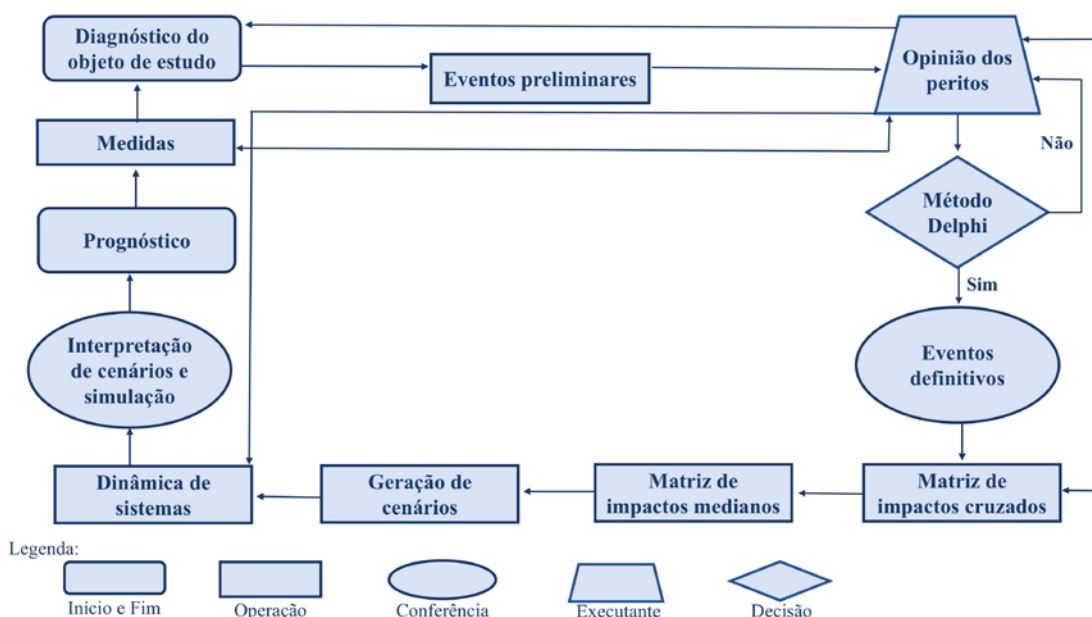 Diagnóstico do
objeto de estudo
Eventos preliminares
Opinião dos
peritos
Medidas
Não
Método
Delphi
Prognóstico
Sim
Interpretação
de cenários e
simulação
Eventos
definitivos
Dinâmica de
sistemas
Geração de
cenários
Matriz de
impactos medianos
Matriz de
impactos cruzados
Legenda:
Início e Fim
Operação
Conferência
Executante
Decisão